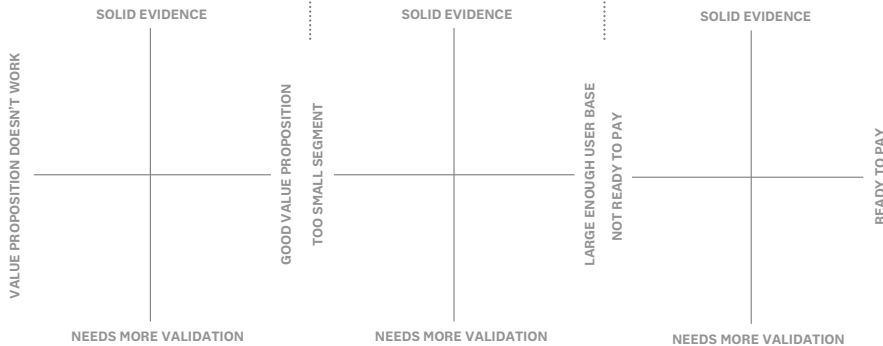 SOLID EVIDENCE
VALUE PROPOSITION DOESN'T WORK
GOOD VALUE PROPOSITION
NEEDS MORE VALIDATION
SOLID EVIDENCE
TOO SMALL SEGMENT
LARGE ENOUGH USER BASE
NEEDS MORE VALIDATION
SOLID EVIDENCE
NOT READY TO PAY
READY TO PAY
NEEDS MORE VALIDATION